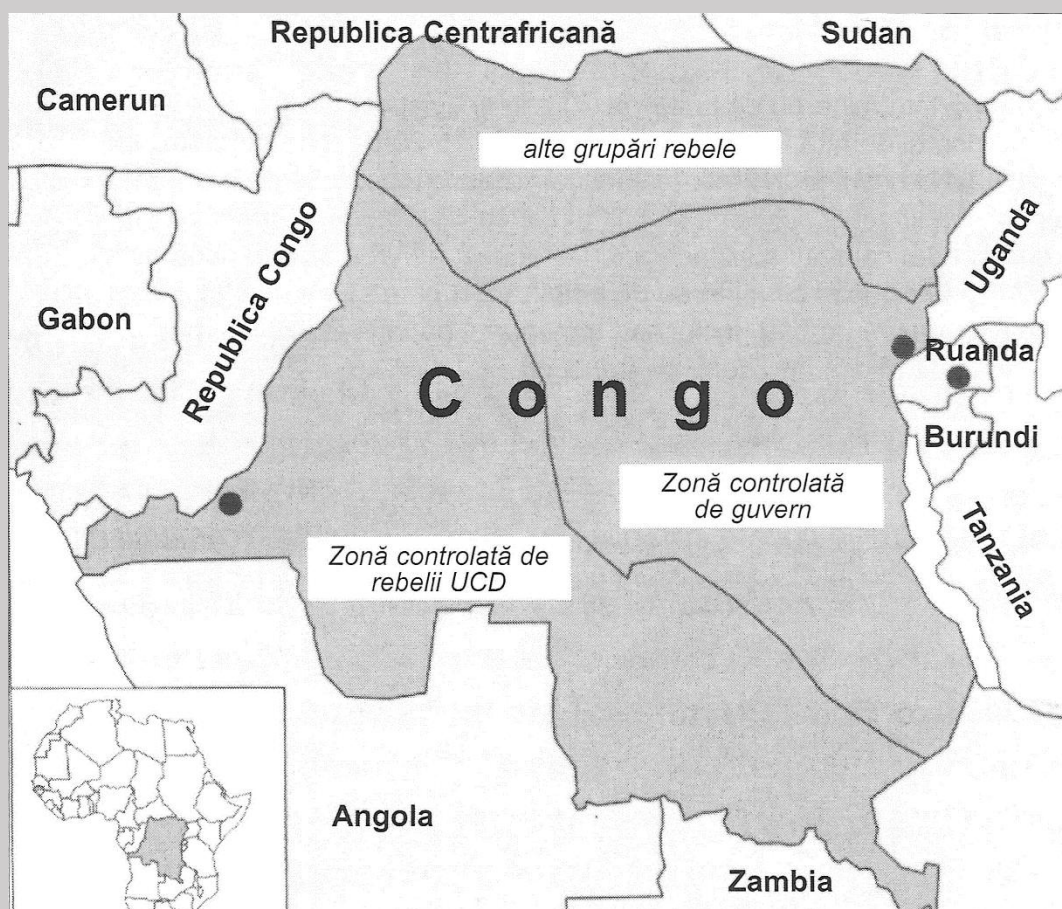 Republica Centrafricană
Sudan
Camerun
alte grupări rebele
Uganda
Republica Congo
Gabon
Ruanda
Congo
Burundi
Zonă controlată
de guvern
Tanzania
Zonă controlată de
rebelii UCD
Angola
Zambia